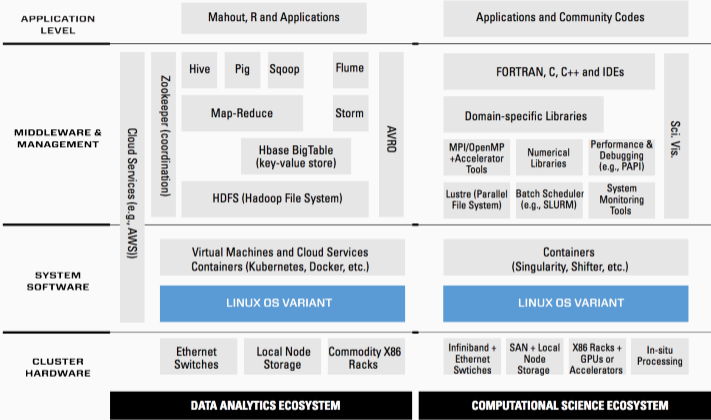 APPLICATION
LEVEL
Mahout, R and Applications
Applications and Community Codes
MIDDLEWARE &
MANAGEMENT
Cloud Services (e.g., AWS))
Zookeeper (coordination)
Hive
Pig
Sqoop
Flume
Map-Reduce
Storm
Hbase BigTable
(key-value store)
HDFS (Hadoop File System)
AVRO
FORTRAN, C, C++ and IDEs
Domain-specific Libraries
MPI/OpenMP
+Accelerator
Tools
Numerical
Libraries
Performance &
Debugging
(e.g., PAPI)
Lustre (Parallel
File System)
Batch Scheduler
(e.g., SLURM)
System
Monitoring
Tools
Sci. Vis.
SYSTEM
SOFTWARE
Virtual Machines and Cloud Services
Containers (Kubernetes, Docker, etc.)
LINUX OS VARIANT
Containers
(Singularity, Shifter, etc.)
LINUX OS VARIANT
CLUSTER
HARDWARE
Ethernet
Switches
Local Node
Storage
Commodity X86
Racks
Infiniband +
Ethernet
Swtiches
SAN + Local
Node
Storage
X86 Racks +
GPUs or
Accelerators
In-situ
Processing
DATA ANALYTICS ECOSYSTEM
COMPUTATIONAL SCIENCE ECOSYSTEM